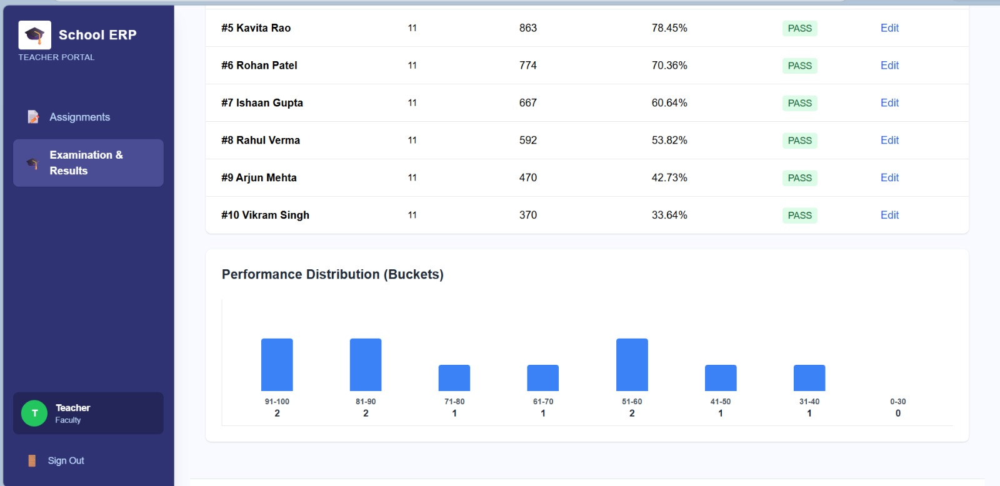 School ERP
TEACHER PORTAL
Assignments
Examination &
Results
T
Teacher
Faculty
Sign Out
#5 Kavita Rao 11 863 78.45% PASS Edit
#6 Rohan Patel 11 774 70.36% PASS Edit
#7 Ishaan Gupta 11 667 60.64% PASS Edit
#8 Rahul Verma 11 592 53.82% PASS Edit
#9 Arjun Mehta 11 470 42.73% PASS Edit
#10 Vikram Singh 11 370 33.64% PASS Edit
Performance Distribution (Buckets)
91-100 81-90 71-80 61-70 51-60 41-50 31-40 0-30
2 2 1 1 2 1 1 0